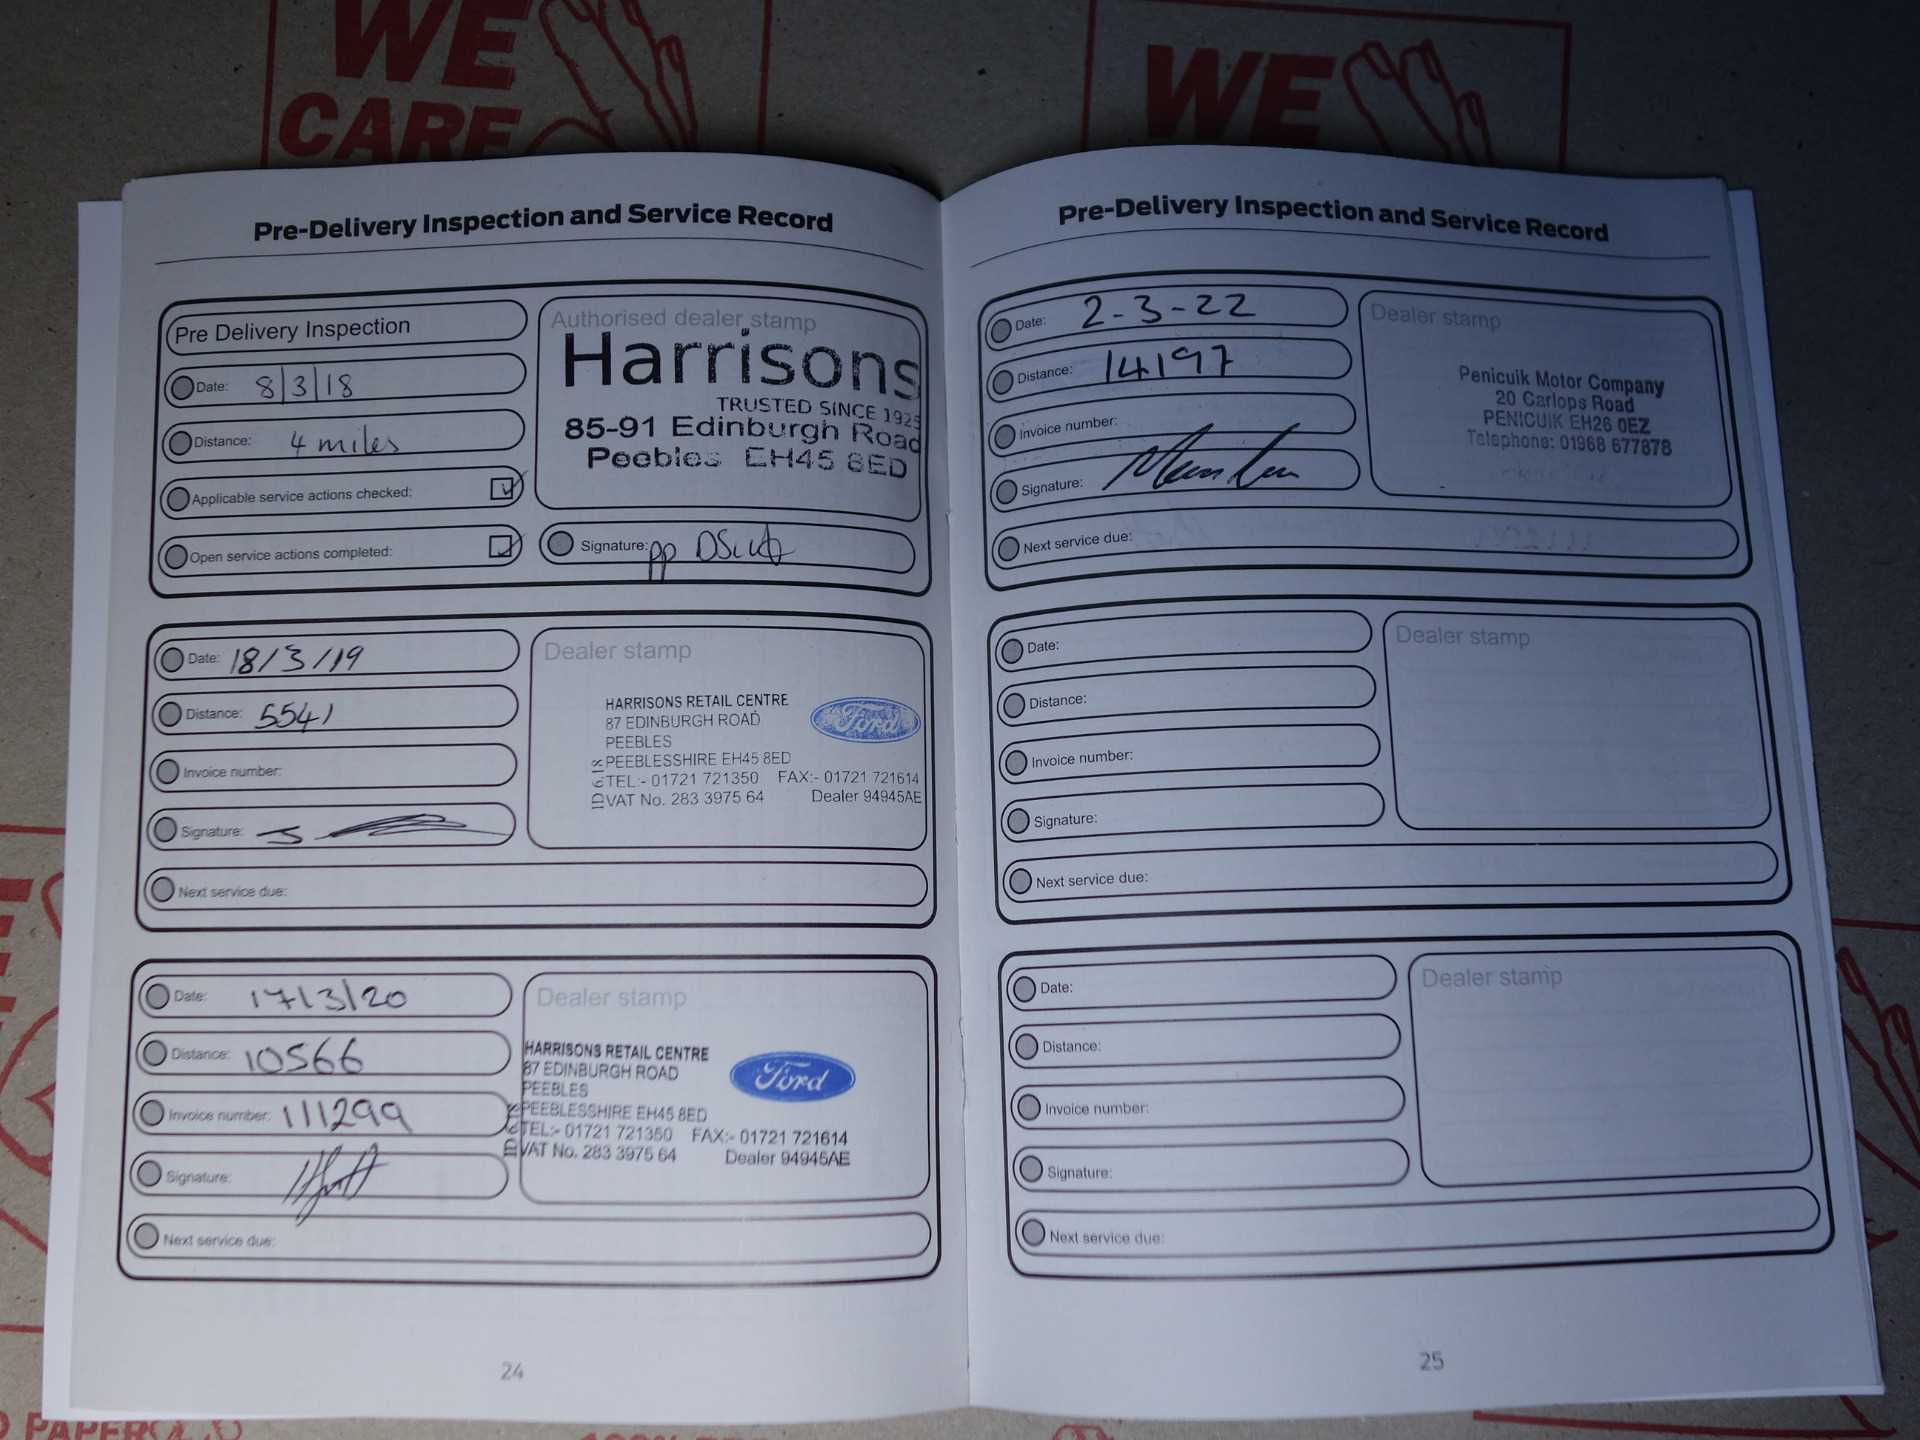 WE
CARE
WE
Pre-Delivery Inspection and Service Record
Pre Delivery Inspection
Date: 8/3/18
Distance: 4 miles
Applicable service actions checked:
Open service actions completed:
Authorised dealer stamp
Harrisons
TRUSTED SINCE 1925
85-91 Edinburgh Road
Peebles EH45 8ED
Signature: pp
Date: 18/3/19
Distance: 5541
Invoice number:
Signature:
Next service due:
Dealer stamp
HARRISONS RETAIL CENTRE
87 EDINBURGH ROAD
PEEBLES
PEEBLESSHIRE EH45 8ED
TEL:- 01721 721350 FAX:- 01721 721614
VAT No. 283 3975 64 Dealer 94945AE
Ford
Date: 17/3/20
Distance: 10566
Invoice number: 111299
Signature:
Next service due:
Dealer stamp
HARRISONS RETAIL CENTRE
87 EDINBURGH ROAD
PEEBLES
PEEBLESSHIRE EH45 8ED
TEL:- 01721 721350 FAX:- 01721 721614
VAT No. 283 3975 64 Dealer 94945AE
Ford
24
Pre-Delivery Inspection and Service Record
Date: 2-3-22
Distance: 14197
Invoice number:
Signature:
Next service due:
Dealer stamp
Penicuik Motor Company
20 Carlops Road
PENICUIK EH26 0EZ
Telephone: 01968 677878
Date:
Distance:
Invoice number:
Signature:
Next service due:
Dealer stamp
Date:
Distance:
Invoice number:
Signature:
Next service due:
Dealer stamp
25
PAPER